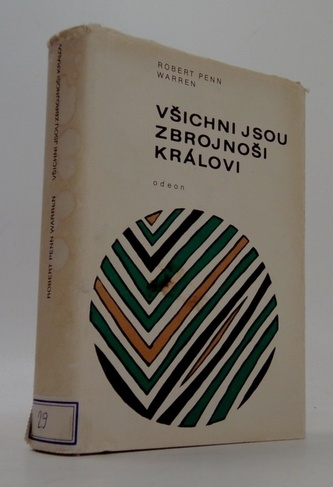 ROBERT PENN
WARREN
VŠICHNI JSOU
ZBROJNOŠI
KRÁLOVI
odeon
ROBERT PENN WARREN VŠICHNI JSOU ZBROJNOŠI KRÁLOVI
29